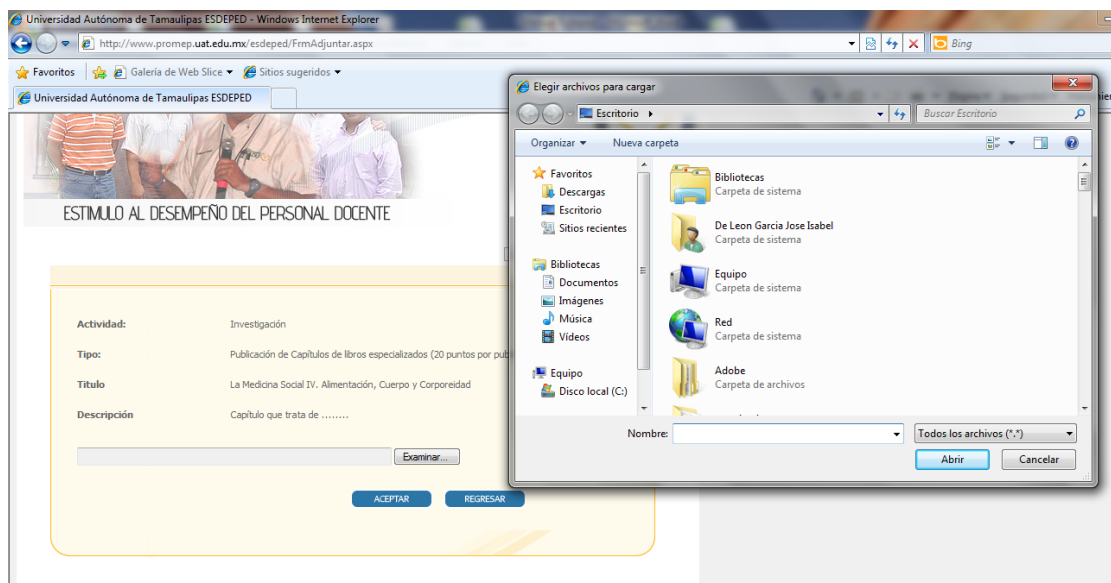 Universidad Autónoma de Tamaulipas ESDEPED - Windows Internet Explorer
http://www.promep.uat.edu.mx/esdeped/FrmAdjuntar.aspx
Bing
Favoritos
Galería de Web Slice
Sitios sugeridos
Universidad Autónoma de Tamaulipas ESDEPED
ESTIMULO AL DESEMPEÑO DEL PERSONAL DOCENTE
Actividad: Investigación
Tipo: Publicación de Capítulos de libros especializados (20 puntos por pub
Titulo La Medicina Social IV. Alimentación, Cuerpo y Corporeidad
Descripción Capítulo que trata de ........
Examinar...
ACEPTAR REGRESAR
Elegir archivos para cargar
Escritorio
Buscar Escritorio
Organizar Nueva carpeta
Favoritos
Descargas
Escritorio
Sitios recientes
Bibliotecas
Documentos
Imágenes
Música
Vídeos
Equipo
Disco local (C:)
Bibliotecas
Carpeta de sistema
De Leon Garcia Jose Isabel
Carpeta de sistema
Equipo
Carpeta de sistema
Red
Carpeta de sistema
Adobe
Carpeta de archivos
Nombre:
Todos los archivos (*.*)
Abrir Cancelar